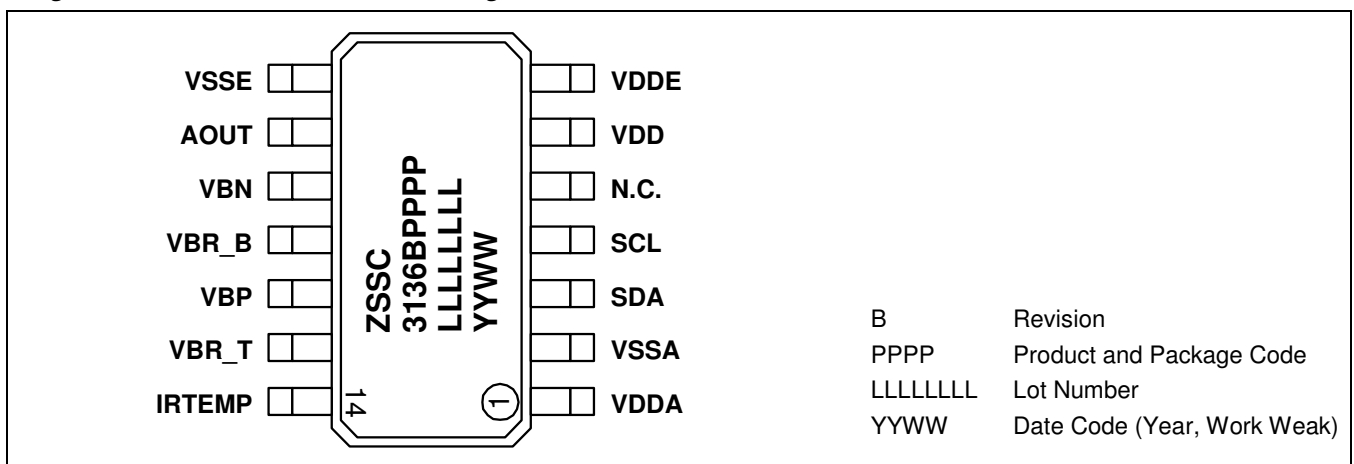 VSSE
AOUT
VBN
VBR_B
VBP
VBR_T
IRTEMP
ZSSC
3136BPPPP
LLLLLLLL
YYWW
14
1
VDDE
VDD
N.C.
SCL
SDA
VSSA
VDDA
B Revision
PPPP Product and Package Code
LLLLLLLL Lot Number
YYWW Date Code (Year, Work Weak)